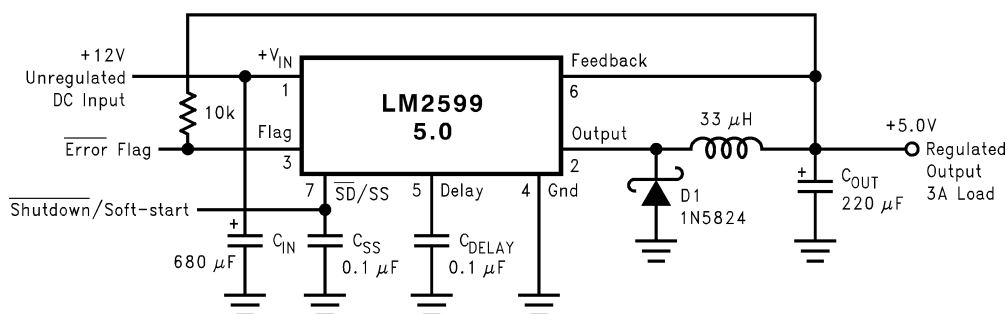 +12V
Unregulated
DC Input
+V_IN
1
LM2599
5.0
Feedback
6
10k
Flag
3
Error Flag
Output
2
33 µH
+5.0V
Regulated
Output
3A Load
7
SD/SS
5
Delay
4
Gnd
Shutdown/Soft-start
D1
1N5824
+
C_OUT
220 µF
+
C_IN
680 µF
C_SS
0.1 µF
C_DELAY
0.1 µF